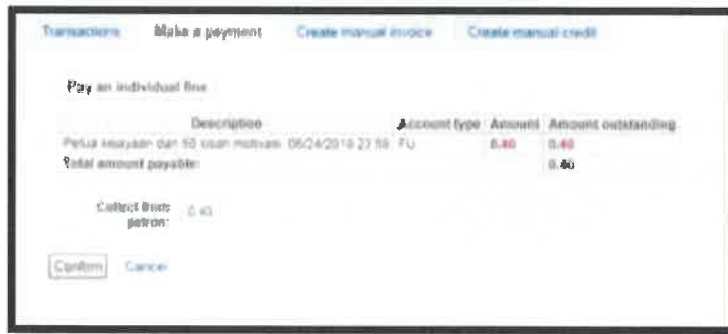 Transactions Make a payment Create manual invoice Create manual credit
Pay an individual fine
Description Account type Amount Amount outstanding
dan 50 kisah motivasi 06/24/2019 23:59 FU 0.40 0.40
Total amount payable: 0.40
Collect from patron: 0.40
Confirm Cancel